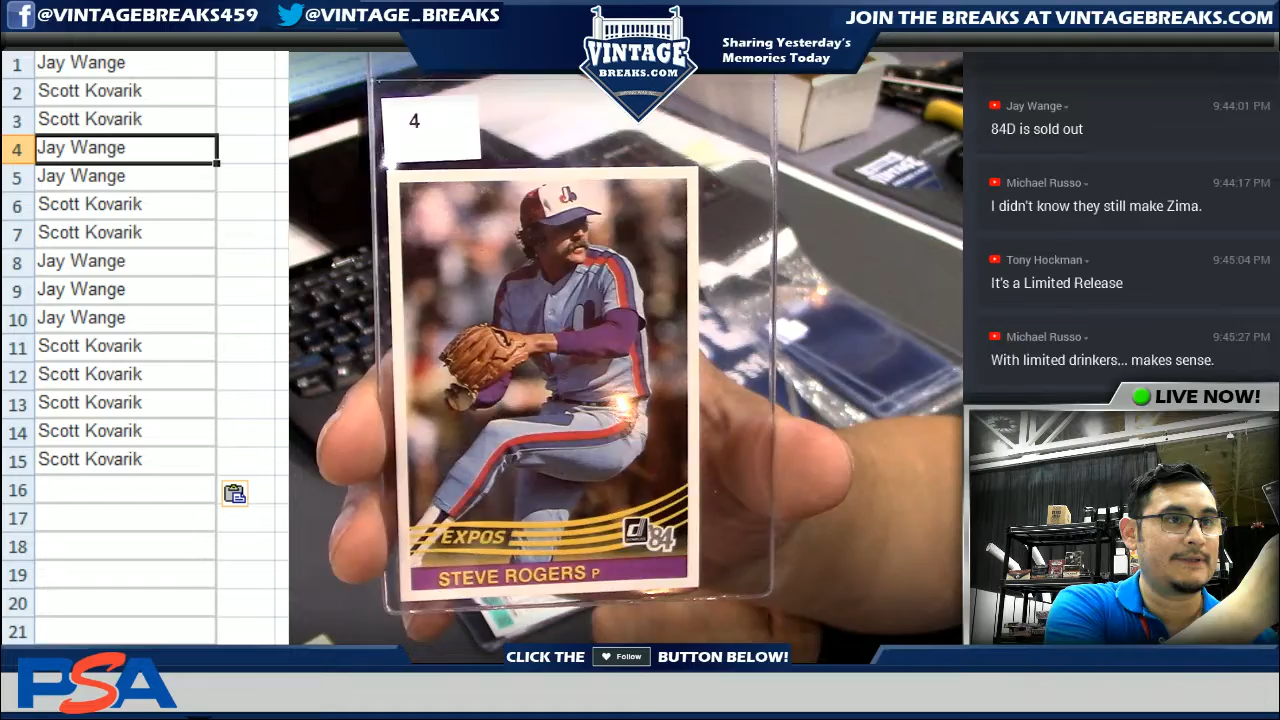 @VINTAGEBREAKS459
@VINTAGE_BREAKS
VINTAGE
BREAKS.COM
Sharing Yesterday's
Memories Today
JOIN THE BREAKS AT VINTAGEBREAKS.COM
1 Jay Wange
2 Scott Kovarik
3 Scott Kovarik
4 Jay Wange
5 Jay Wange
6 Scott Kovarik
7 Scott Kovarik
8 Jay Wange
9 Jay Wange
10 Jay Wange
11 Scott Kovarik
12 Scott Kovarik
13 Scott Kovarik
14 Scott Kovarik
15 Scott Kovarik
16
17
18
19
20
21
4
EXPOS
'84
STEVE ROGERS P
Jay Wange
9:44:01 PM
84D is sold out
Michael Russo
9:44:17 PM
I didn't know they still make Zima.
Tony Hockman
9:45:04 PM
It's a Limited Release
Michael Russo
9:45:27 PM
With limited drinkers... makes sense.
LIVE NOW!
CLICK THE Follow BUTTON BELOW!
PSA